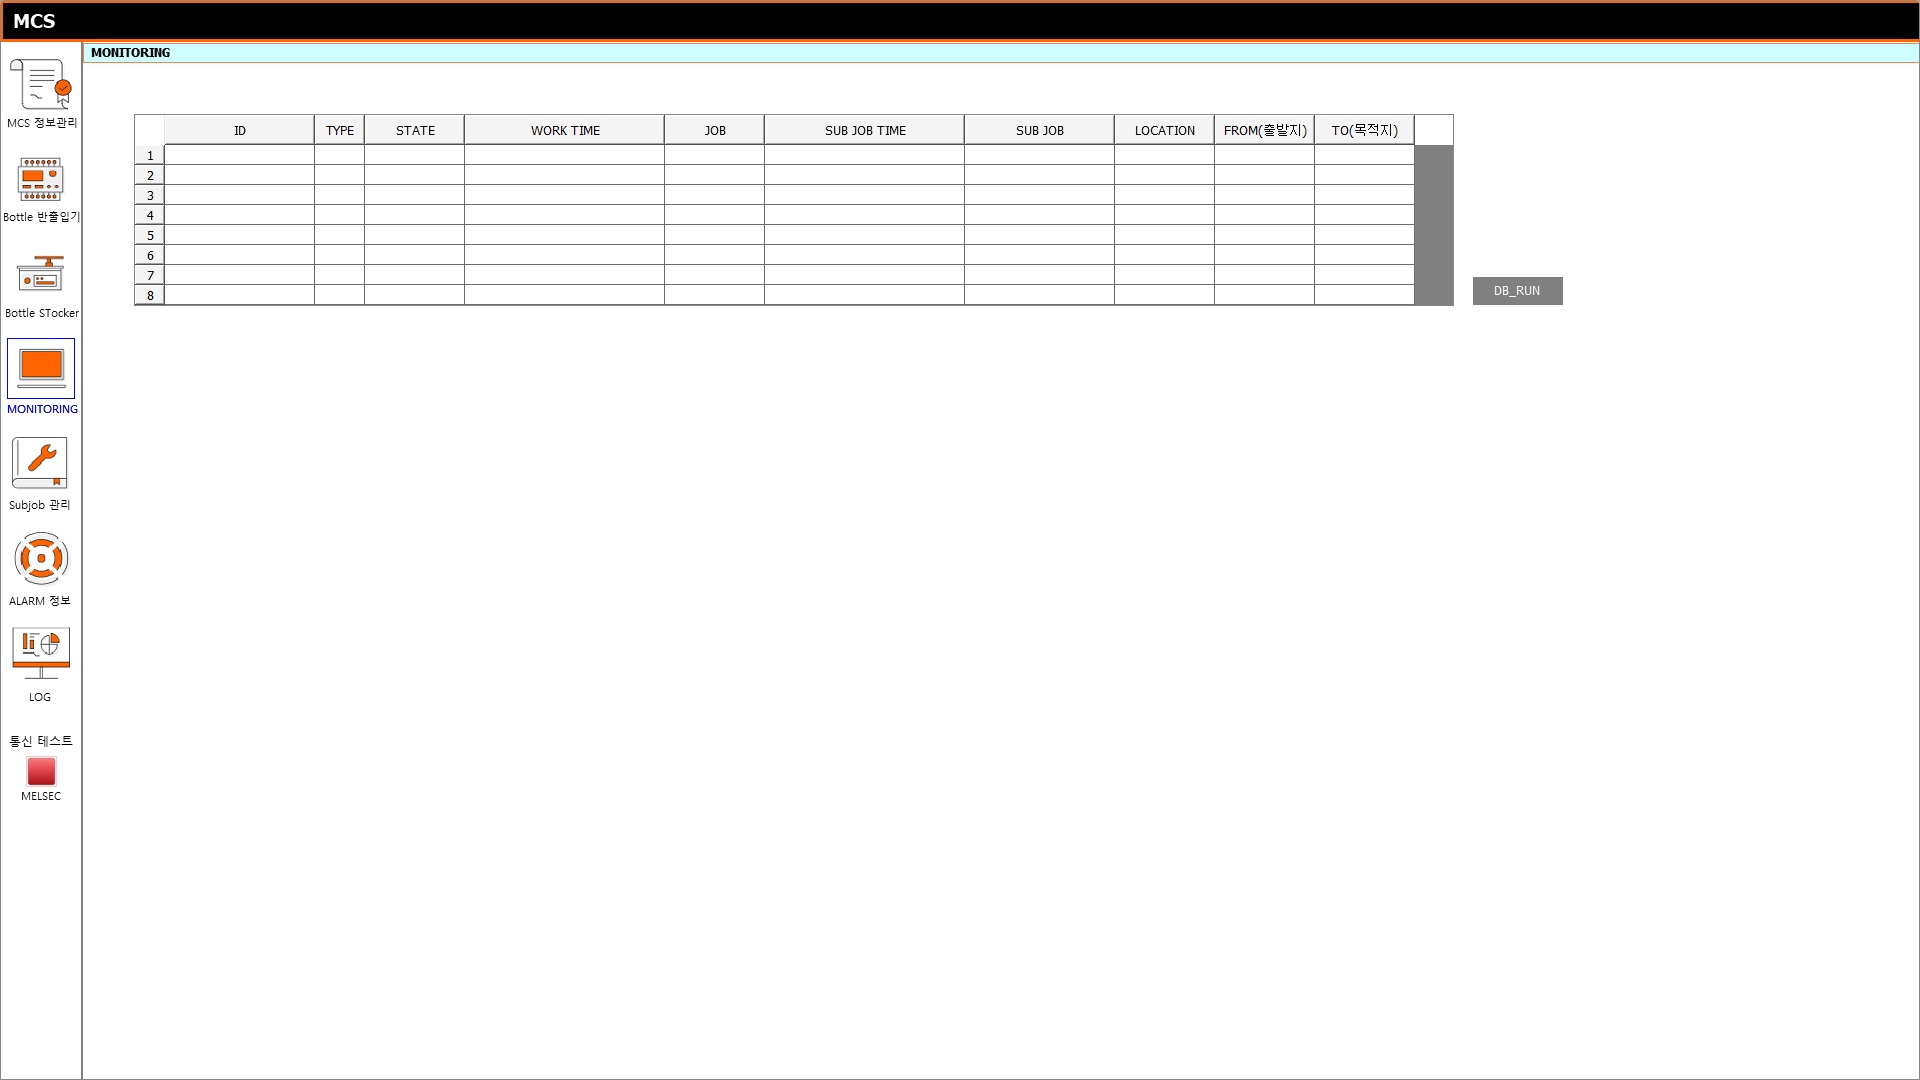 MCS
MONITORING
MCS 정보관리
Bottle 반출입기
Bottle STocker
MONITORING
Subjob 관리
ALARM 정보
LOG
통신 테스트
MELSEC
ID TYPE STATE WORK TIME JOB SUB JOB TIME SUB JOB LOCATION FROM(출발지) TO(목적지)
1
2
3
4
5
6
7
8
DB_RUN